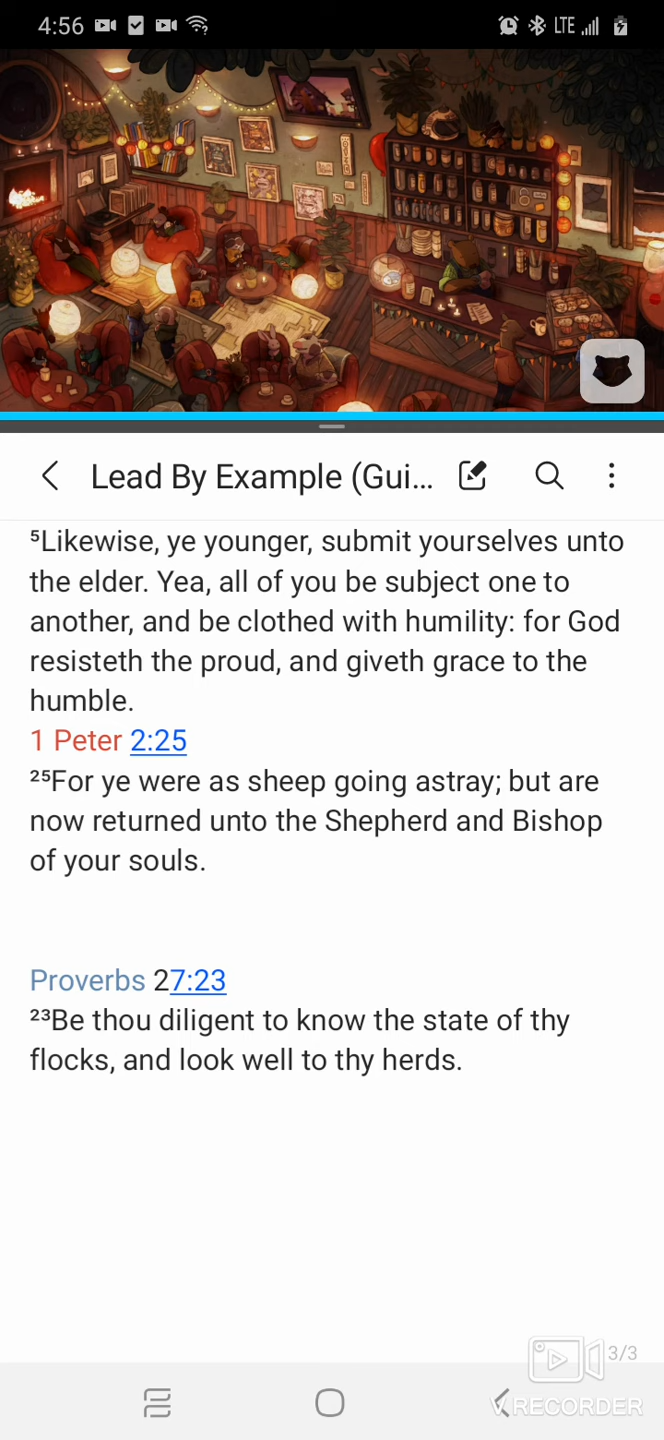 4:56
LTE
Lead By Example (Gui...
⁵Likewise, ye younger, submit yourselves unto
the elder. Yea, all of you be subject one to
another, and be clothed with humility: for God
resisteth the proud, and giveth grace to the
humble.
1 Peter 2:25
²⁵For ye were as sheep going astray; but are
now returned unto the Shepherd and Bishop
of your souls.
Proverbs 27:23
²³Be thou diligent to know the state of thy
flocks, and look well to thy herds.
3/3
V RECORDER